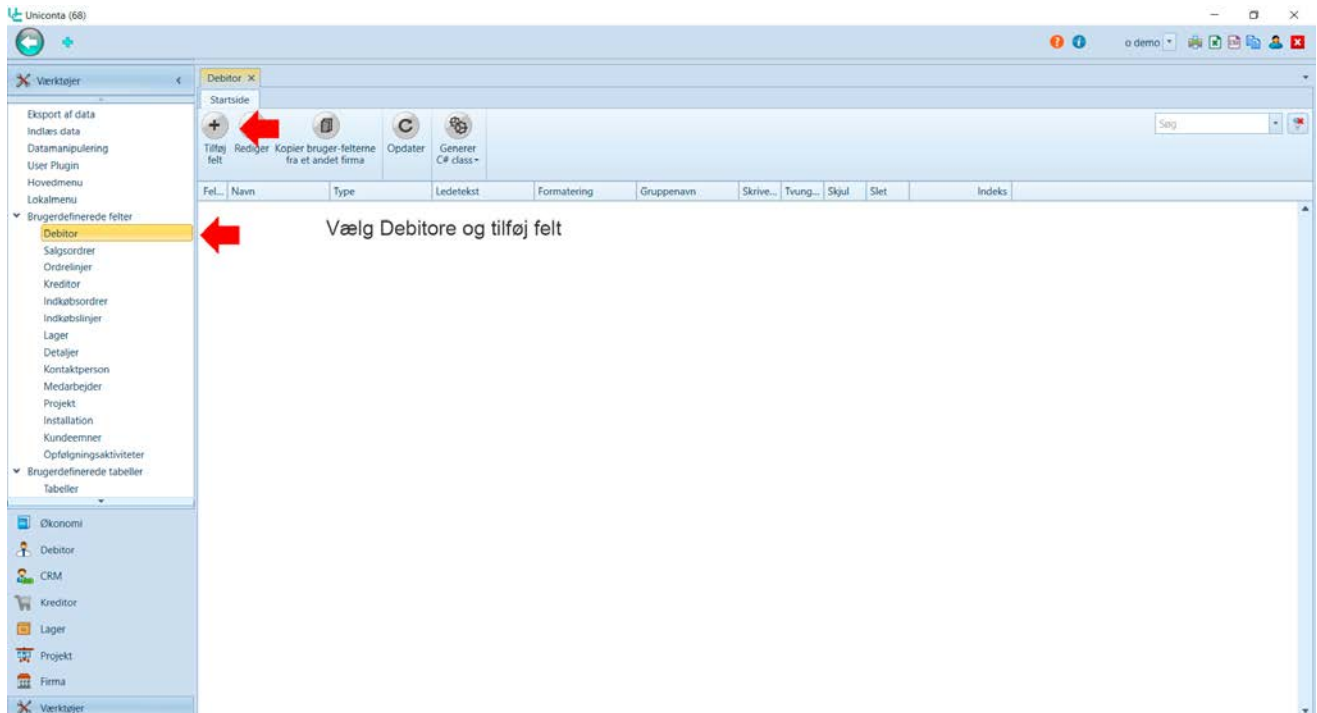 Uniconta (68)
o demo
Værktøjer
Debitor
Startside
Eksport af data
Indlæs data
Datamanipulering
User Plugin
Hovedmenu
Lokalmenu
Brugerdefinerede felter
Debitor
Salgsordrer
Ordrelinjer
Kreditor
Indkøbsordrer
Indkøbslinjer
Lager
Detaljer
Kontaktperson
Medarbejder
Projekt
Installation
Kundeemner
Opfølgningsaktiviteter
Brugerdefinerede tabeller
Tabeller
Økonomi
Debitor
CRM
Kreditor
Lager
Projekt
Firma
Værktøjer
Tilføj felt
Rediger
Kopier bruger-felterne
fra et andet firma
Opdater
Generer
C# class
Søg
Fel... Navn Type Ledetekst Formatering Gruppenavn Skrive... Tvung... Skjul Slet Indeks
Vælg Debitore og tilføj felt